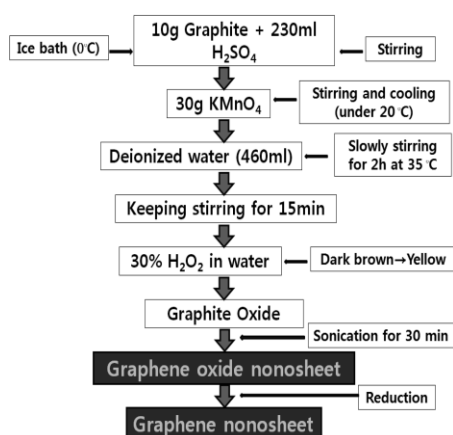 10g Graphite + 230ml
H₂SO₄
Ice bath (0℃)
Stirring
30g KMnO₄
Stirring and cooling
(under 20℃)
Deionized water (460ml)
Slowly stirring
for 2h at 35℃
Keeping stirring for 15min
30% H₂O₂ in water
Dark brown→Yellow
Graphite Oxide
Sonication for 30 min
Graphene oxide nonosheet
Reduction
Graphene nonosheet